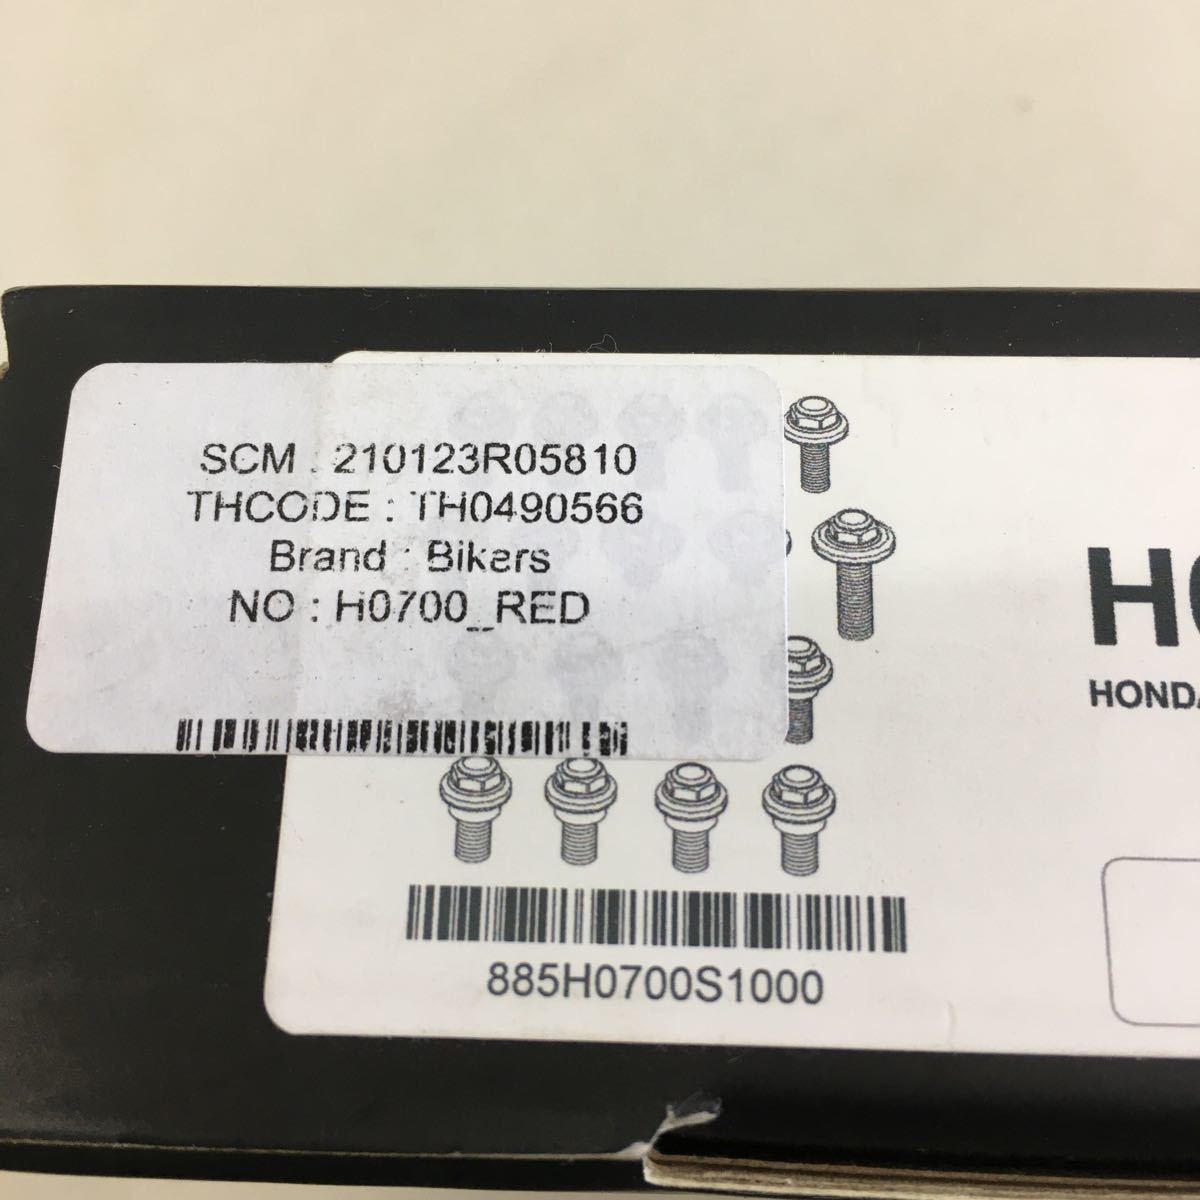 SCM : 210123R05810
THCODE : TH0490566
Brand : Bikers
NO : H0700_RED
HONDA
885H0700S1000